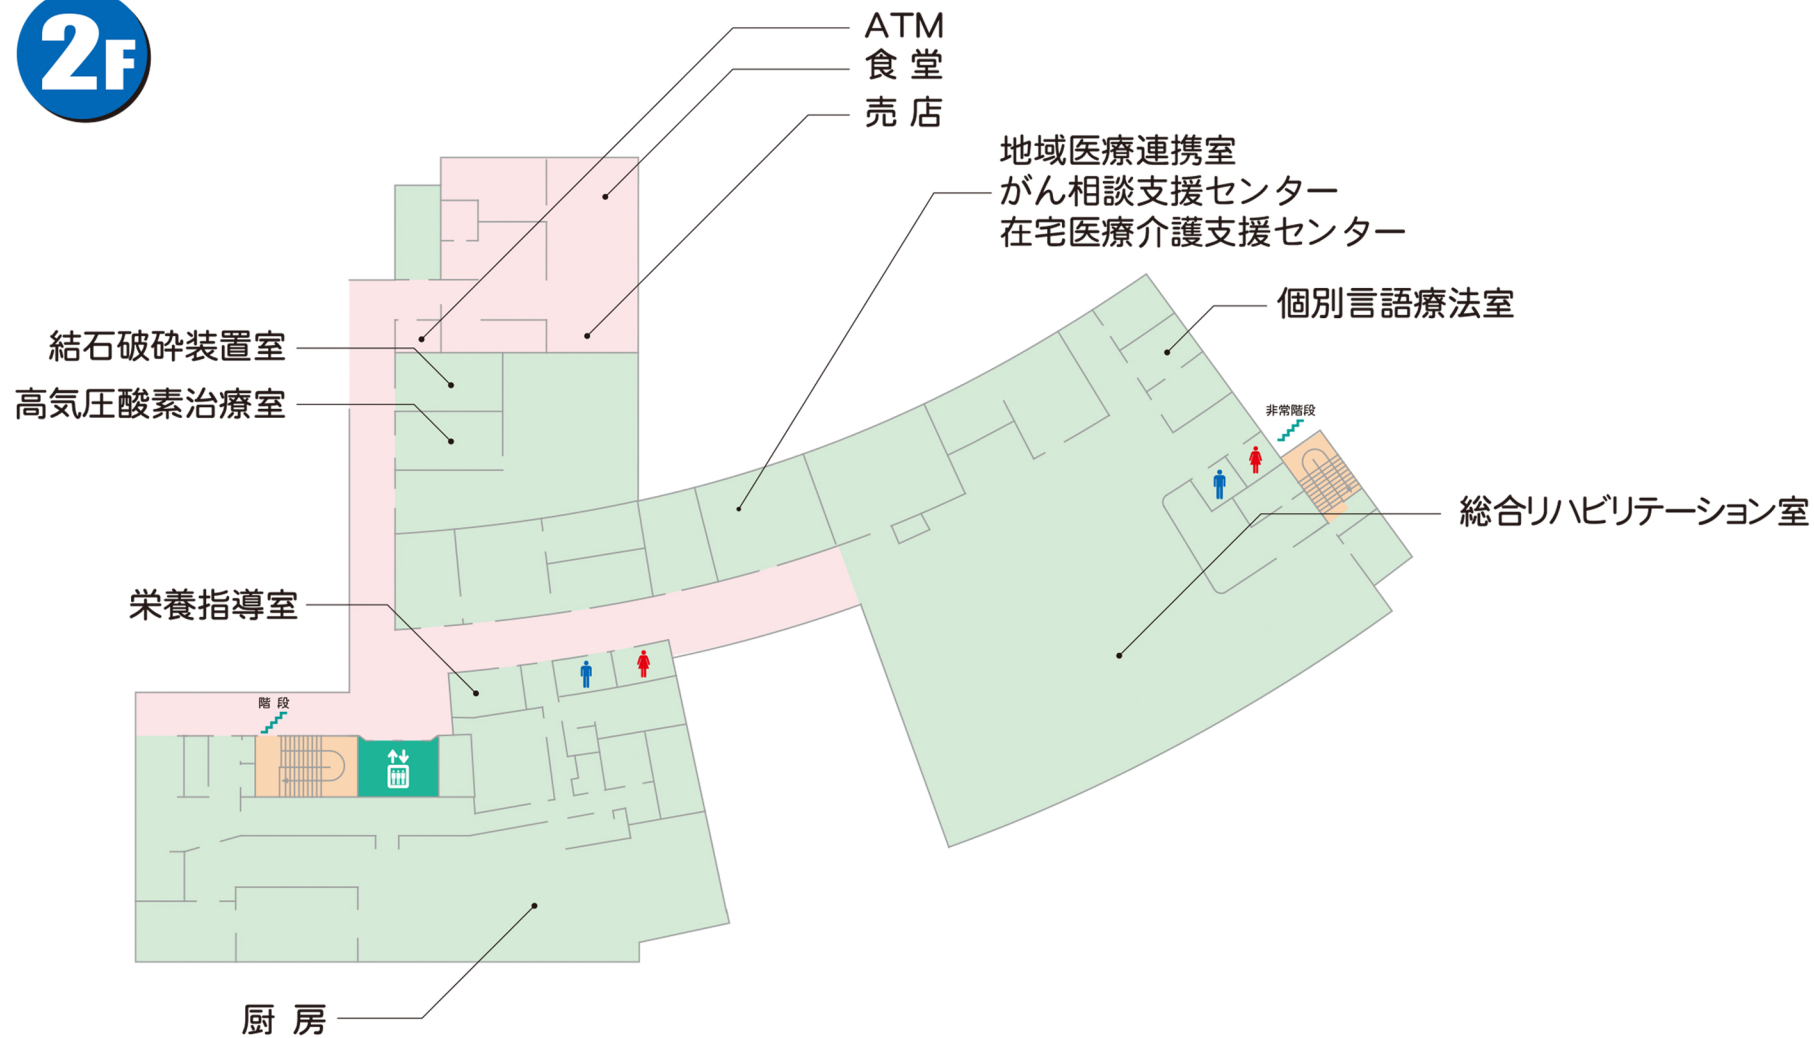 2F
ATM
食堂
売店
地域医療連携室
がん相談支援センター
在宅医療介護支援センター
個別言語療法室
結石破砕装置室
高気圧酸素治療室
非常階段
総合リハビリテーション室
栄養指導室
階段
厨房